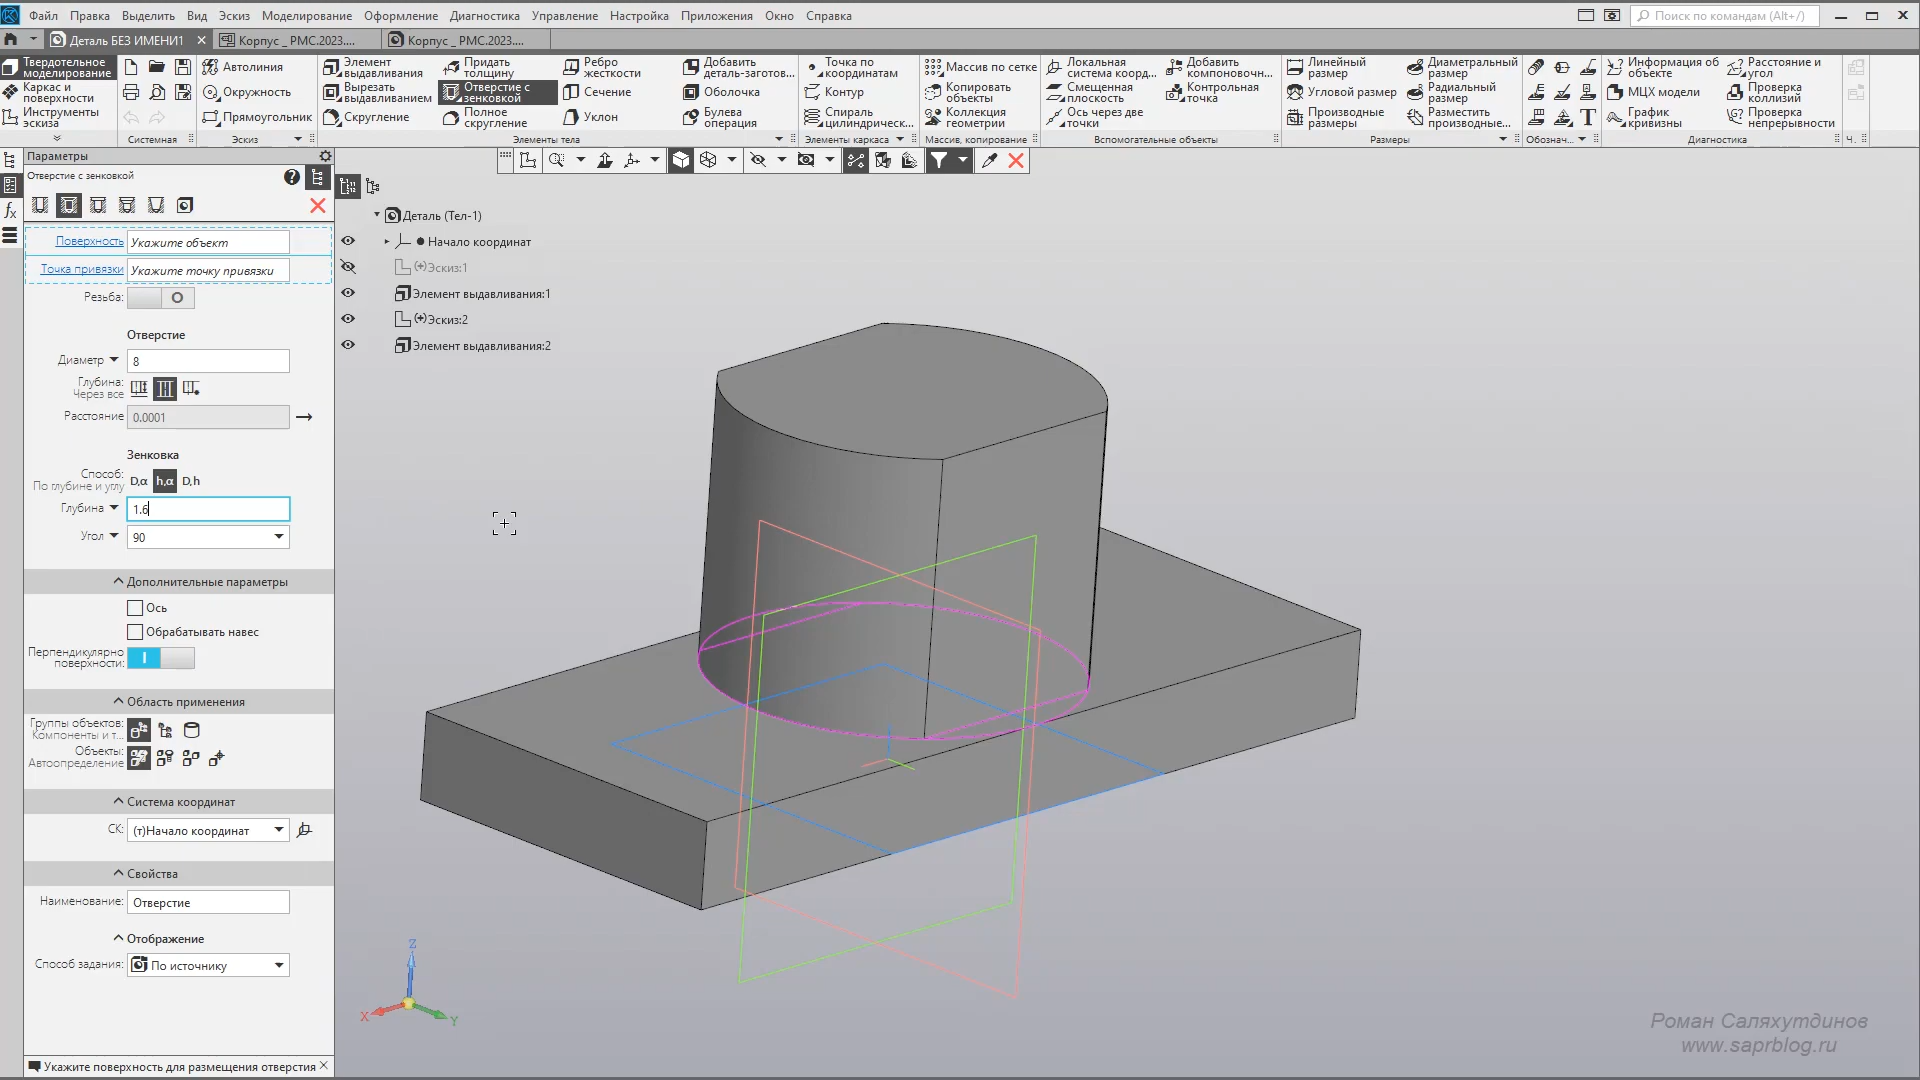 Файл Правка Выделить Вид Эскиз Моделирование Оформление Диагностика Управление Настройка Приложения Окно Справка
Поиск по командам (Alt+/)
Деталь БЕЗ ИМЕНИ1
Корпус _ РМС.2023....
Корпус _ РМС.2023....
Твердотельное моделирование
Каркас и поверхности
Инструменты эскиза
Системная
Автолиния
Окружность
Прямоугольник
Эскиз
Элемент выдавливания
Вырезать выдавливанием
Скругление
Придать толщину
Отверстие с зенковкой
Полное скругление
Ребро жесткости
Сечение
Уклон
Добавить деталь-заготов...
Оболочка
Булева операция
Элементы тела
Точка по координатам
Контур
Спираль цилиндрическ...
Элементы каркаса
Массив по сетке
Копировать объекты
Коллекция геометрии
Массив, копирование
Локальная система коорд...
Смещенная плоскость
Ось через две точки
Добавить компоновочн...
Контрольная точка
Вспомогательные объекты
Линейный размер
Угловой размер
Производные размеры
Диаметральный размер
Радиальный размер
Разместить производные...
Размеры
Обознач...
Информация об объекте
МЦХ модели
График кривизны
Расстояние и угол
Проверка коллизий
Проверка непрерывности
Диагностика
Ч..
Параметры
Отверстие с зенковкой
Поверхность Укажите объект
Точка привязки Укажите точку привязки
Резьба:
Отверстие
Диаметр 8
Глубина:
Через все
Расстояние 0.0001
Зенковка
Способ:
По глубине и углу
D,α h,α D,h
Глубина 1.6
Угол 90
Дополнительные параметры
Ось
Обрабатывать навес
Перпендикулярно поверхности:
Область применения
Группы объектов:
Компоненты и т...
Объекты:
Автоопределение
Система координат
СК: (т)Начало координат
Свойства
Наименование: Отверстие
Отображение
Способ задания: По источнику
Укажите поверхность для размещения отверстия
Деталь (Тел-1)
Начало координат
(+)Эскиз:1
Элемент выдавливания:1
(+)Эскиз:2
Элемент выдавливания:2
Z
X
Y
Роман Саляхутдинов
www.saprblog.ru